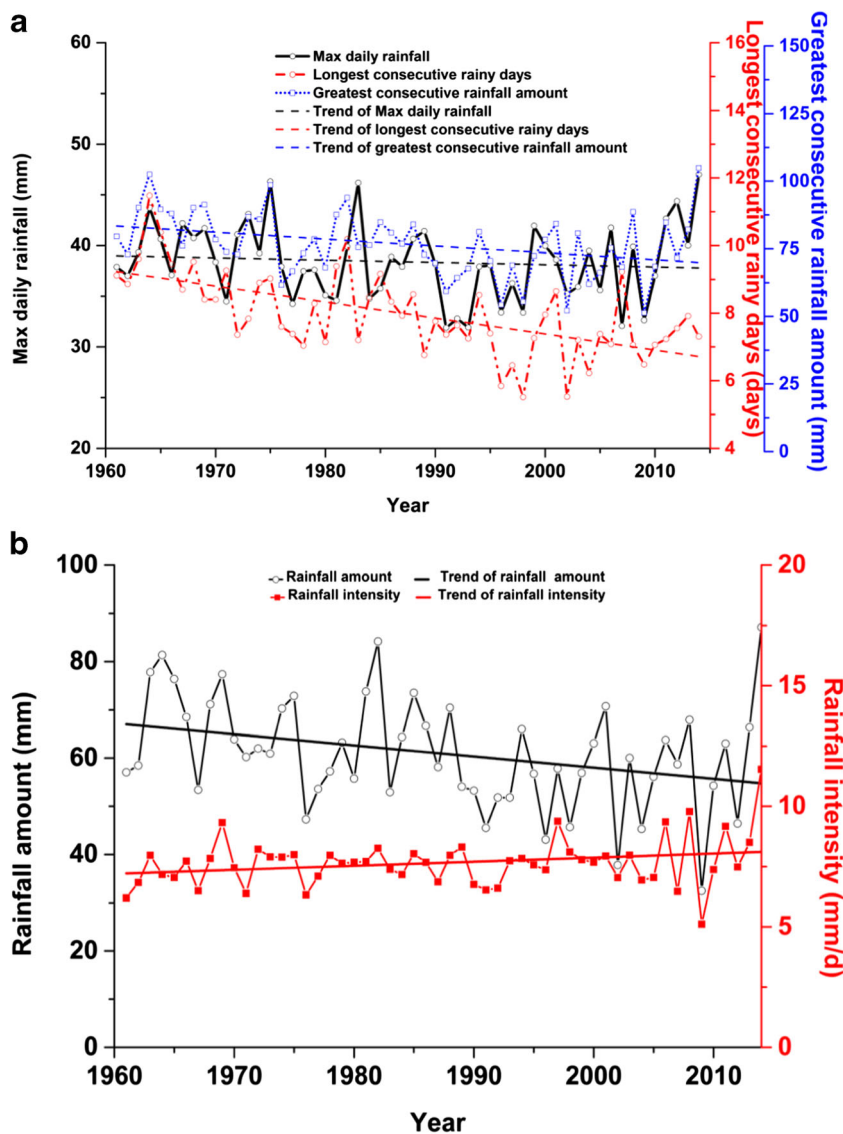 a
60
50
40
30
20
Max daily rainfall (mm)
Max daily rainfall
Longest consecutive rainy days
Greatest consecutive rainfall amount
Trend of Max daily rainfall
Trend of longest consecutive rainy days
Trend of greatest consecutive rainfall amount
16
14
12
10
8
6
4
Longest consecutive rainy days (days)
150
125
100
75
50
25
0
Greatest consecutive rainfall amount (mm)
1960 1970 1980 1990 2000 2010
Year
b
100
80
60
40
20
0
Rainfall amount (mm)
Rainfall amount Trend of rainfall amount
Rainfall intensity Trend of rainfall intensity
20
15
10
5
0
Rainfall intensity (mm/d)
1960 1970 1980 1990 2000 2010
Year